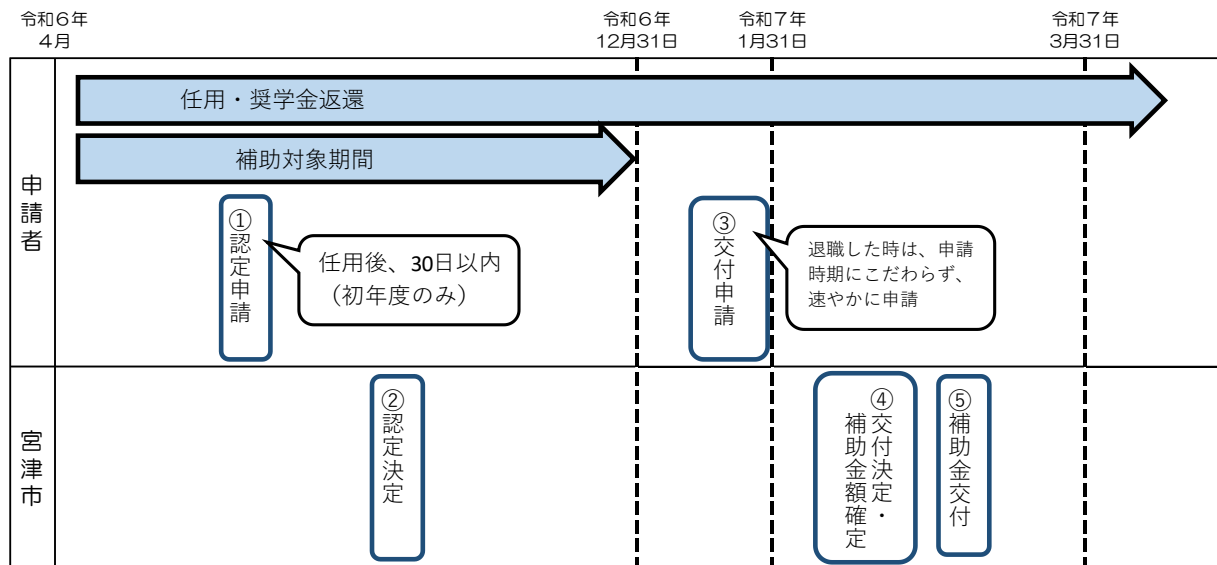 令和６年
４月
令和６年
12月31日
令和７年
1月31日
令和７年
3月31日
申請者
任用・奨学金返還
補助対象期間
①認定申請
任用後、30日以内
（初年度のみ）
③交付申請
退職した時は、申請
時期にこだわらず、
速やかに申請
宮津市
②認定決定
④交付決定・
補助金額確定
⑤補助金交付